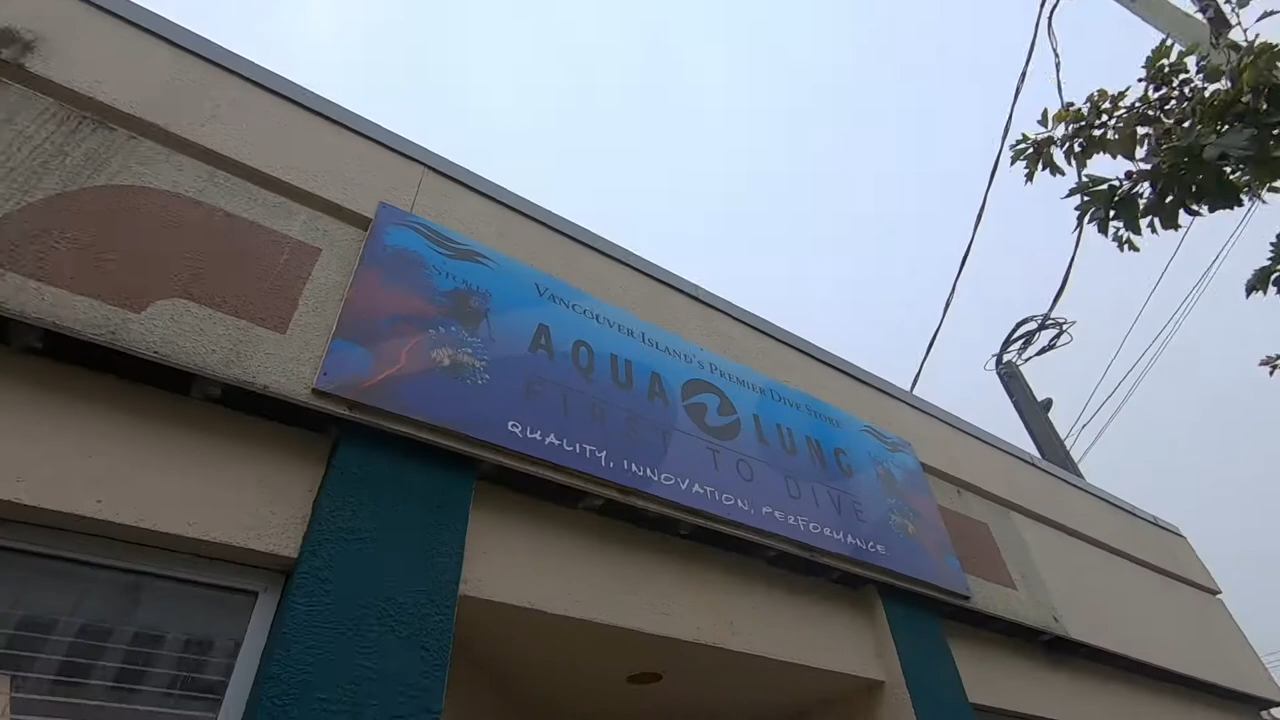 VANCOUVER ISLAND'S PREMIER DIVE STORE
AQUA LUNG
FIRST TO DIVE
QUALITY, INNOVATION, PERFORMANCE.